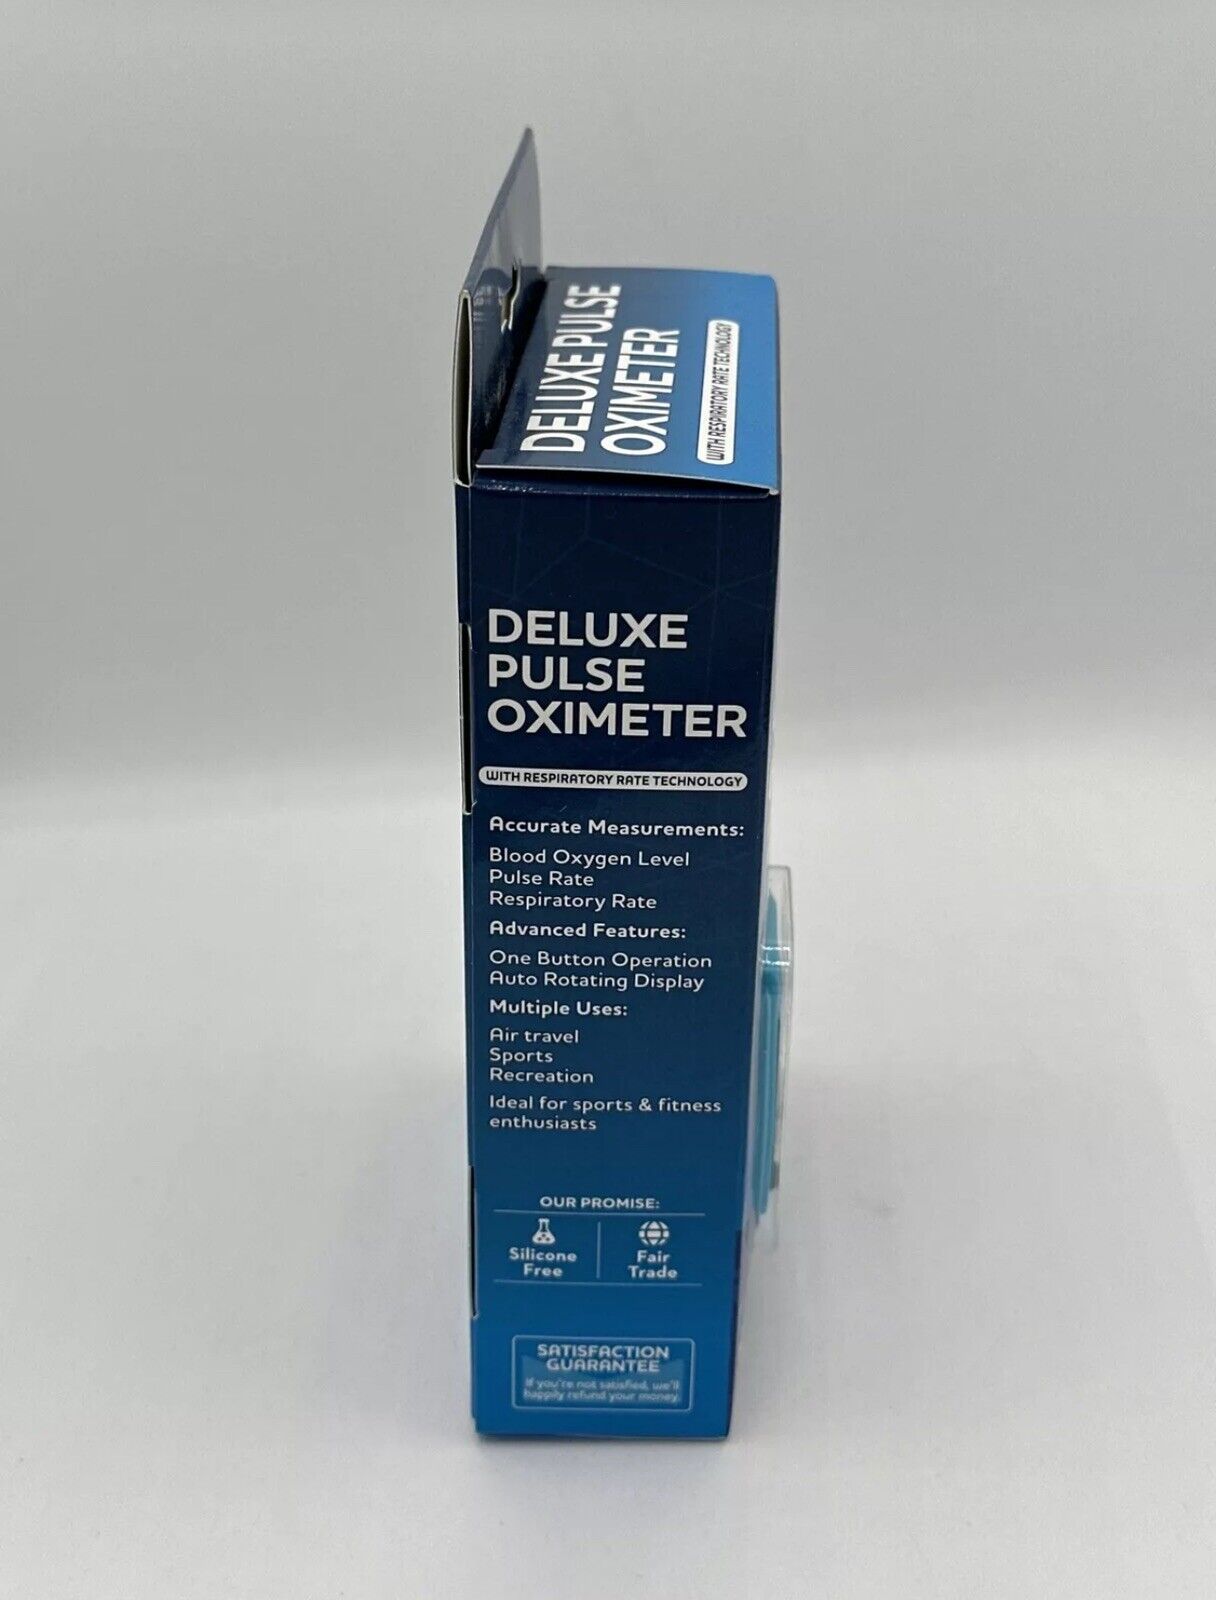 DELUXE PULSE
OXIMETER
WITH RESPIRATORY RATE TECHNOLOGY
DELUXE
PULSE
OXIMETER
WITH RESPIRATORY RATE TECHNOLOGY
Accurate Measurements:
Blood Oxygen Level
Pulse Rate
Respiratory Rate
Advanced Features:
One Button Operation
Auto Rotating Display
Multiple Uses:
Air travel
Sports
Recreation
Ideal for sports & fitness
enthusiasts
OUR PROMISE:
Silicone
Free
Fair
Trade
SATISFACTION
GUARANTEE
If you're not satisfied, we'll
happily refund your money.